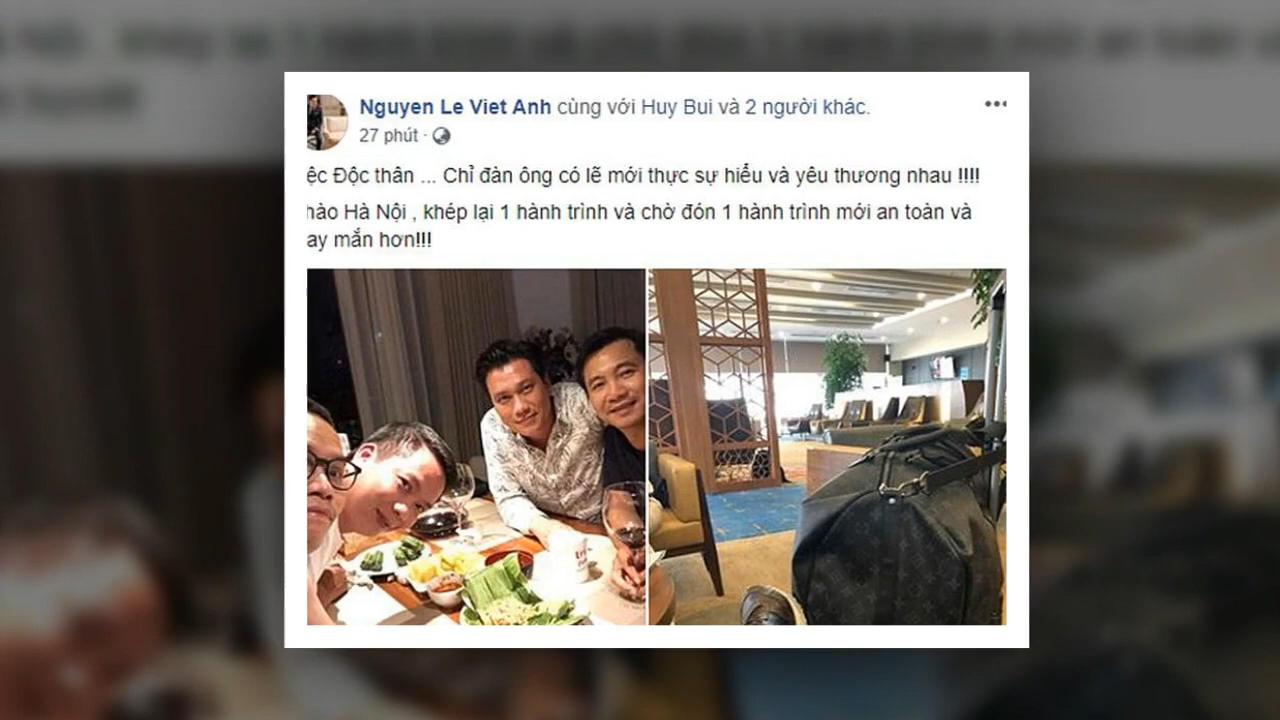 Nguyen Le Viet Anh cùng với Huy Bui và 2 người khác.
27 phút ·
ệc Độc thân ... Chỉ đàn ông có lẽ mới thực sự hiểu và yêu thương nhau !!!!
hào Hà Nội , khép lại 1 hành trình và chờ đón 1 hành trình mới an toàn và
ay mắn hơn!!!